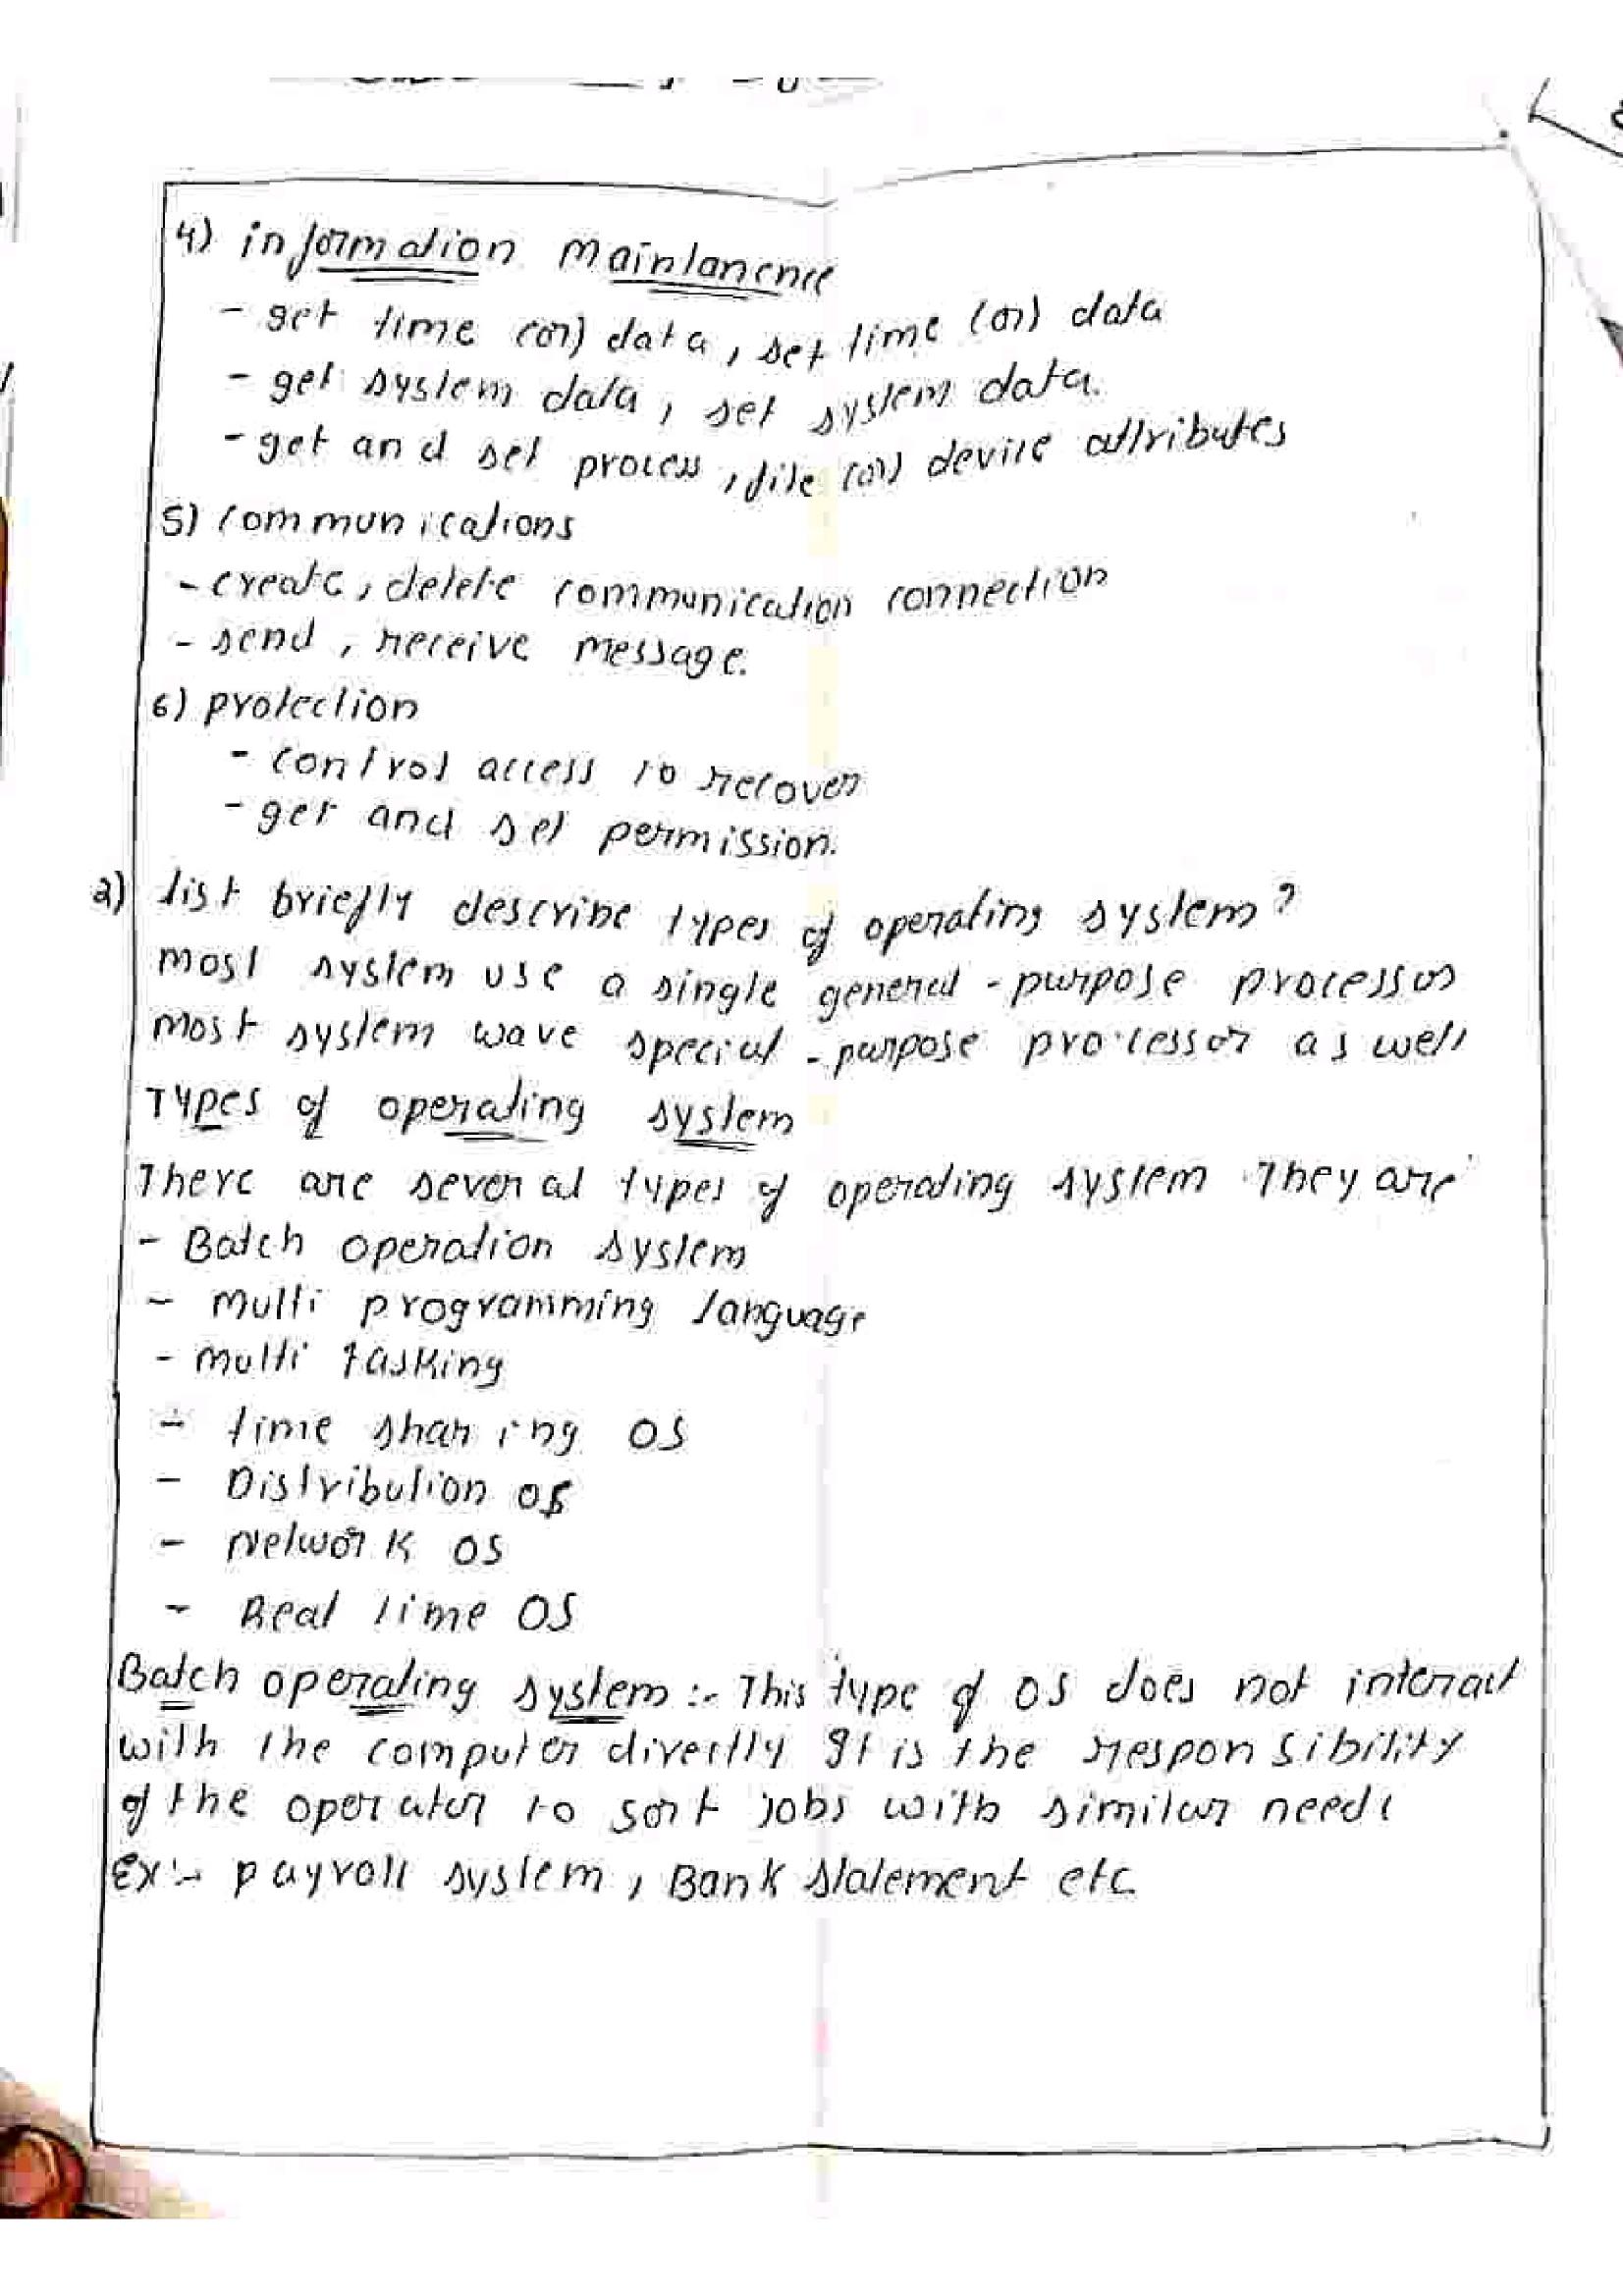 4) information Maintanence
- get time (or) data, set time (or) data
- get system data, set system data.
- get and set process, file (or) device attributes
5) Communications
- create, delete communication connection
- send, receive message.
6) protection
- control access to recover
- get and set permission.
2) list briefly describe types of operating system?
most system use a single general - purpose processor
most system wave special - purpose processor as well
Types of operating system
There are several types of operating system They are
- Batch operation system
- multi programming language
- multi tasking
- time sharing OS
- Distribution OS
- Network OS
- Real time OS
Batch operating system :- This type of OS does not interact
with the computer directly It is the responsibility
of the operator to sort jobs with similar needs
Ex:- payroll system, Bank statement etc.